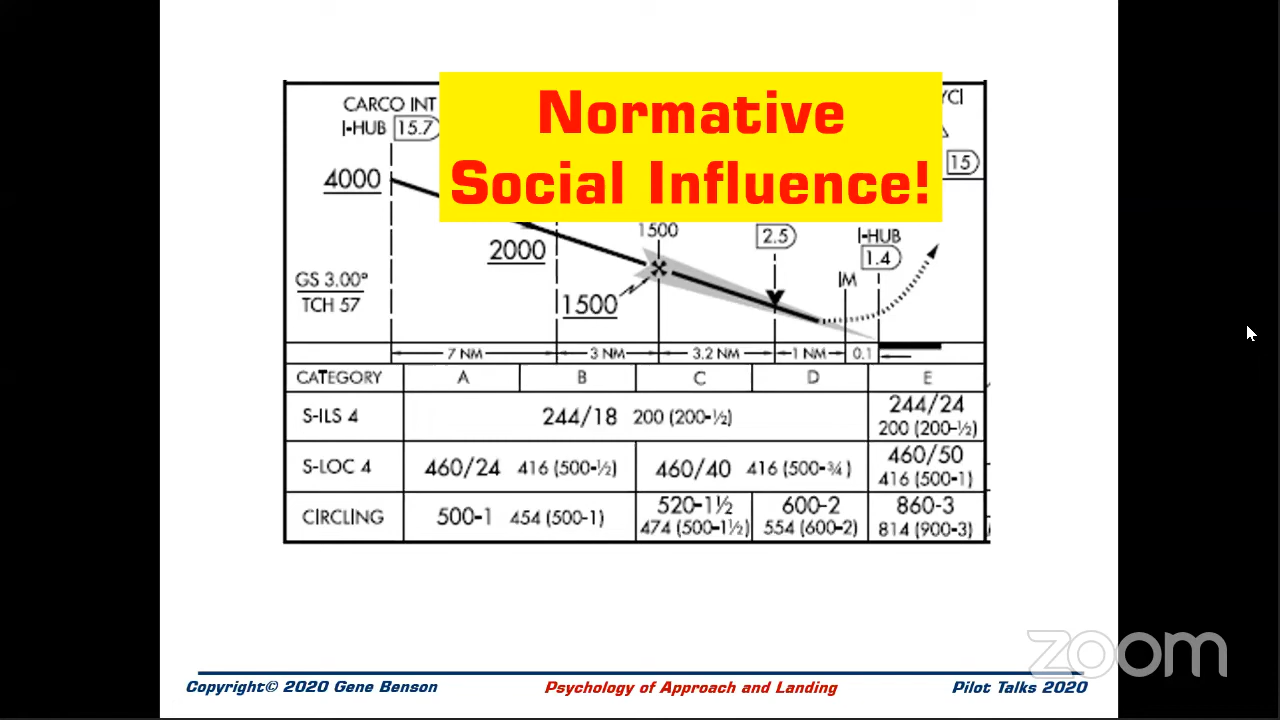 Normative
Social Influence!
CARCO INT
I-HUB 15.7
15
4000
2000
1500
2.5
I-HUB
1.4
IM
1500
GS 3.00°
TCH 57
7 NM 3 NM 3.2 NM 1 NM 0.1
CATEGORY A B C D E
S-ILS 4 244/18 200 (200-½) 244/24
200 (200-½)
S-LOC 4 460/24 416 (500-½) 460/40 416 (500-¾) 460/50
416 (500-1)
CIRCLING 500-1 454 (500-1) 520-1½ 600-2 860-3
474 (500-1½) 554 (600-2) 814 (900-3)
zoom
Copyright© 2020 Gene Benson Psychology of Approach and Landing Pilot Talks 2020